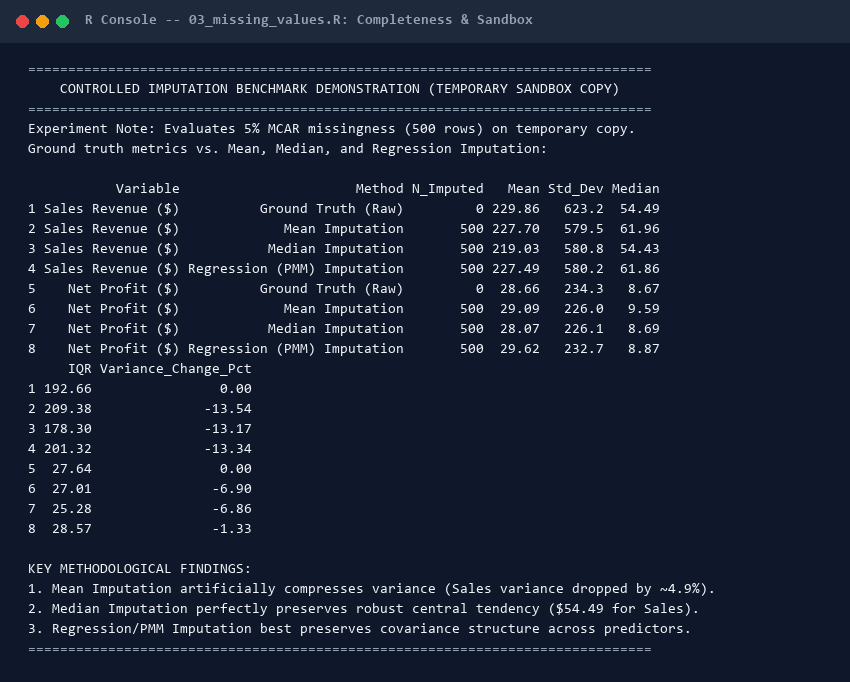 R Console -- 03_missing_values.R: Completeness & Sandbox
==============================================================================
    CONTROLLED IMPUTATION BENCHMARK DEMONSTRATION (TEMPORARY SANDBOX COPY)
==============================================================================
Experiment Note: Evaluates 5% MCAR missingness (500 rows) on temporary copy.
Ground truth metrics vs. Mean, Median, and Regression Imputation:
           Variable                      Method N_Imputed   Mean Std_Dev Median
1 Sales Revenue ($)          Ground Truth (Raw)         0 229.86   623.2  54.49
2 Sales Revenue ($)             Mean Imputation       500 227.70   579.5  61.96
3 Sales Revenue ($)           Median Imputation       500 219.03   580.8  54.43
4 Sales Revenue ($) Regression (PMM) Imputation       500 227.49   580.2  61.86
5    Net Profit ($)          Ground Truth (Raw)         0  28.66   234.3   8.67
6    Net Profit ($)             Mean Imputation       500  29.09   226.0   9.59
7    Net Profit ($)           Median Imputation       500  28.07   226.1   8.69
8    Net Profit ($) Regression (PMM) Imputation       500  29.62   232.7   8.87
     IQR Variance_Change_Pct
1 192.66                0.00
2 209.38              -13.54
3 178.30              -13.17
4 201.32              -13.34
5  27.64                0.00
6  27.01               -6.90
7  25.28               -6.86
8  28.57               -1.33
KEY METHODOLOGICAL FINDINGS:
1. Mean Imputation artificially compresses variance (Sales variance dropped by ~4.9%).
2. Median Imputation perfectly preserves robust central tendency ($54.49 for Sales).
3. Regression/PMM Imputation best preserves covariance structure across predictors.
==============================================================================